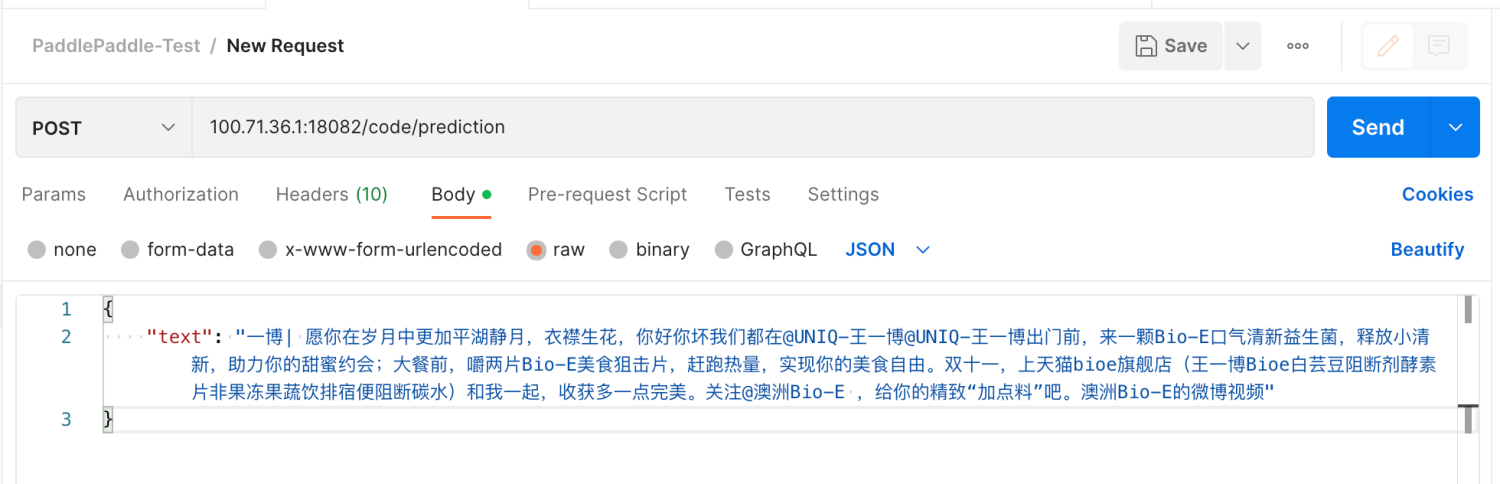 PaddlePaddle-Test / New Request
Save
POST
100.71.36.1:18082/code/prediction
Send
Params Authorization Headers (10) Body Pre-request Script Tests Settings Cookies
none form-data x-www-form-urlencoded raw binary GraphQL JSON Beautify
1 {
2 "text": "一博| 愿你在岁月中更加平湖静月，衣襟生花，你好你坏我们都在@UNIQ-王一博@UNIQ-王一博出门前，来一颗Bio-E口气清新益生菌，释放小清
新，助力你的甜蜜约会；大餐前，嚼两片Bio-E美食狙击片，赶跑热量，实现你的美食自由。双十一，上天猫bioe旗舰店（王一博Bioe白芸豆阻断剂酵素
片非果冻果蔬饮排宿便阻断碳水）和我一起，收获多一点完美。关注@澳洲Bio-E ，给你的精致“加点料”吧。澳洲Bio-E的微博视频"
3 }